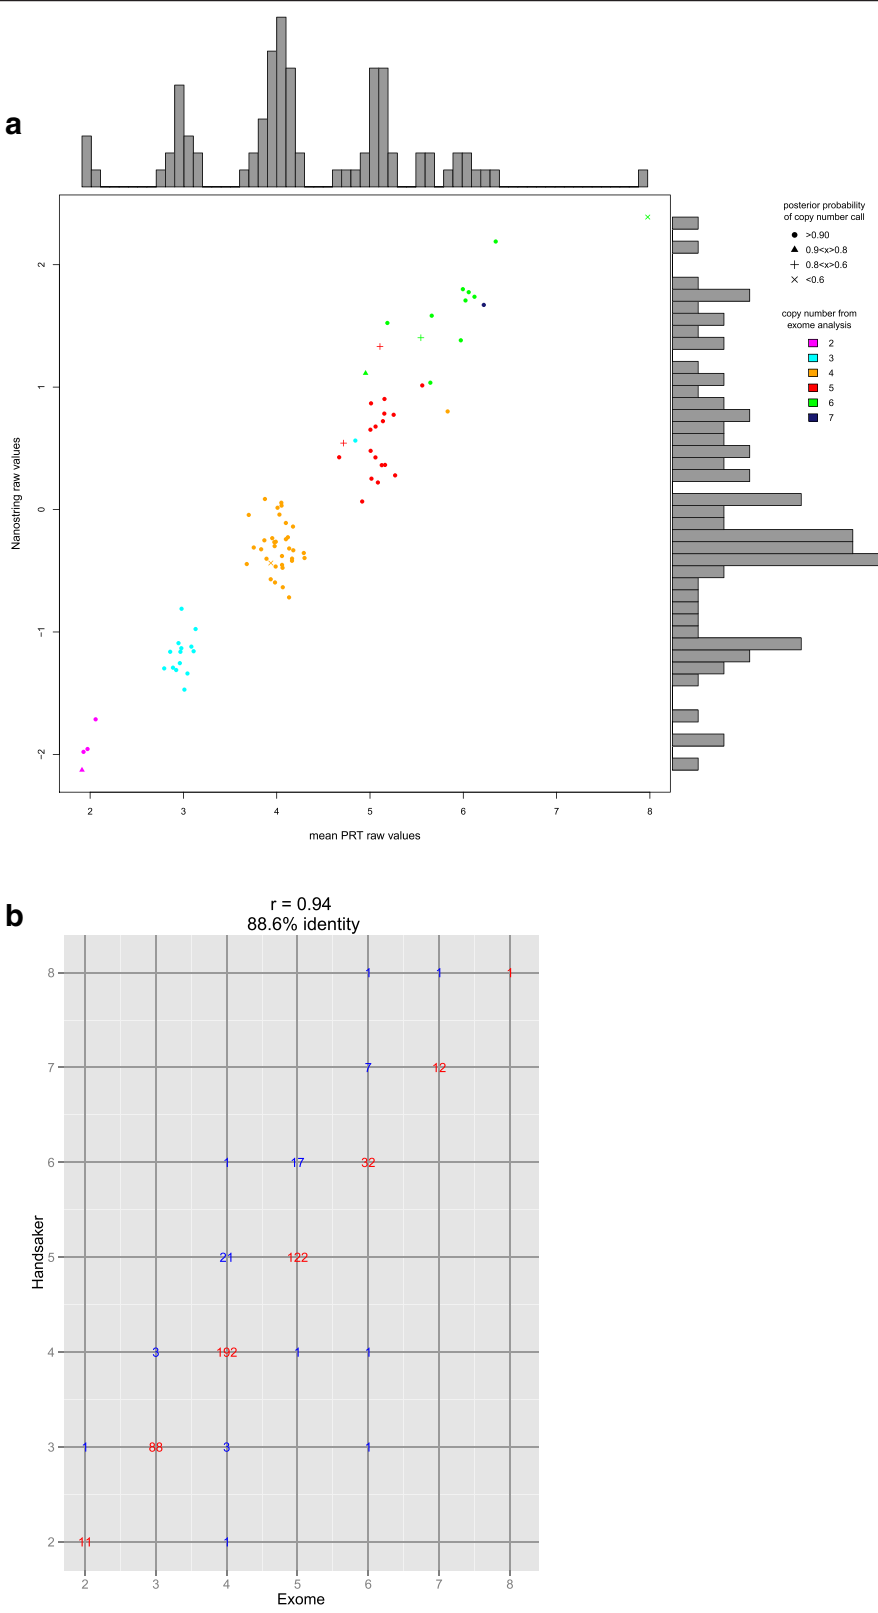 a
posterior probability
of copy number call
>0.90
0.9<x>0.8
0.8<x>0.6
<0.6
copy number from
exome analysis
2
3
4
5
6
7
Nanostring raw values
2
1
0
−1
−2
2 3 4 5 6 7 8
mean PRT raw values
b
r = 0.94
88.6% identity
Handsaker
8 1 1 1
7 7 12
6 1 17 32
5 21 122
4 3 192 1 1
3 1 88 3 1
2 11 1
2 3 4 5 6 7 8
Exome